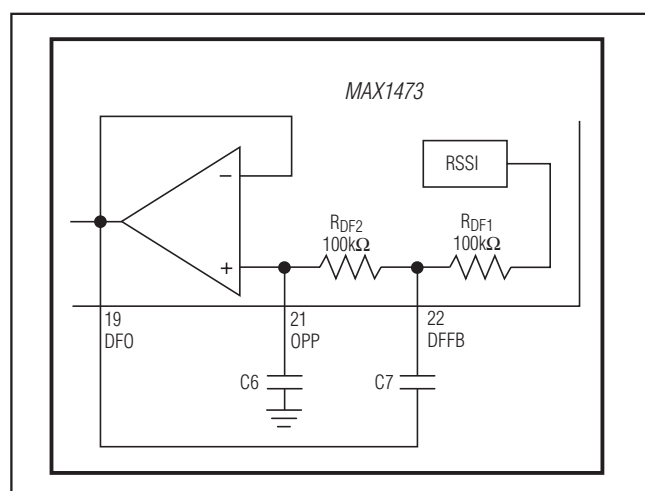 MAX1473
RSSI
RDF2
100kΩ
RDF1
100kΩ
−
+
19
DFO
21
OPP
22
DFFB
C6
C7